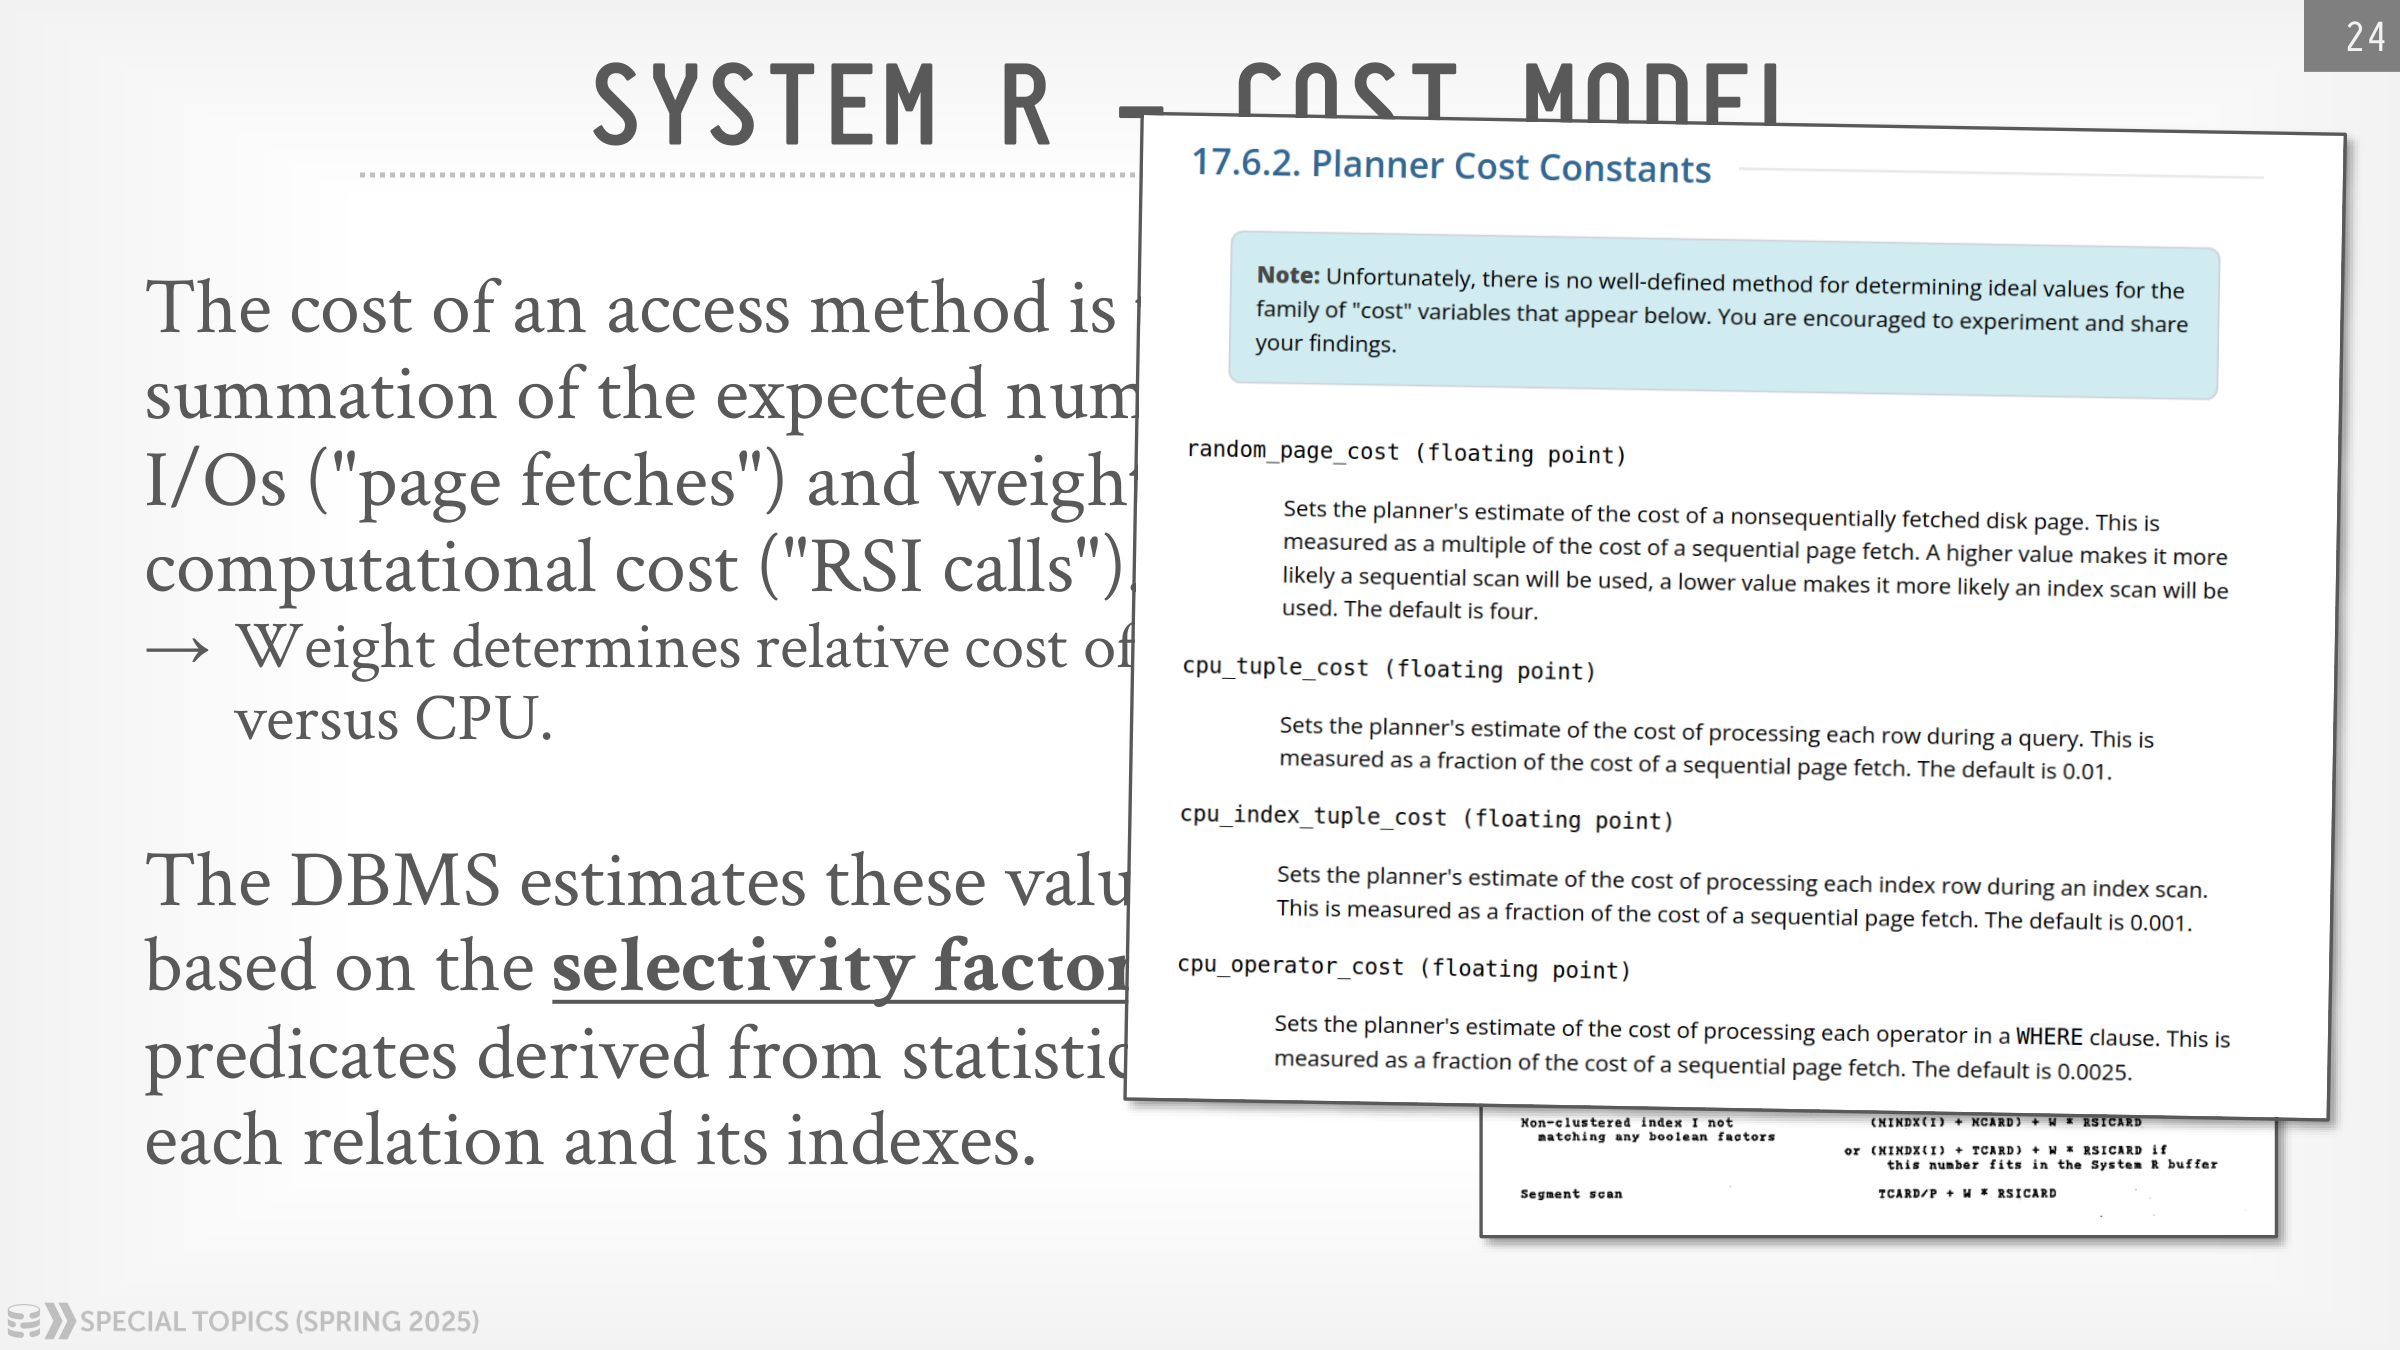 24
SYSTEM R - COST MODEL
The cost of an access method is
summation of the expected num
I/Os ("page fetches") and weight
computational cost ("RSI calls").
→ Weight determines relative cost of
versus CPU.
The DBMS estimates these valu
based on the selectivity factor
predicates derived from statistic
each relation and its indexes.
17.6.2. Planner Cost Constants
Note: Unfortunately, there is no well-defined method for determining ideal values for the
family of "cost" variables that appear below. You are encouraged to experiment and share
your findings.
random_page_cost (floating point)
Sets the planner's estimate of the cost of a nonsequentially fetched disk page. This is
measured as a multiple of the cost of a sequential page fetch. A higher value makes it more
likely a sequential scan will be used, a lower value makes it more likely an index scan will be
used. The default is four.
cpu_tuple_cost (floating point)
Sets the planner's estimate of the cost of processing each row during a query. This is
measured as a fraction of the cost of a sequential page fetch. The default is 0.01.
cpu_index_tuple_cost (floating point)
Sets the planner's estimate of the cost of processing each index row during an index scan.
This is measured as a fraction of the cost of a sequential page fetch. The default is 0.001.
cpu_operator_cost (floating point)
Sets the planner's estimate of the cost of processing each operator in a WHERE clause. This is
measured as a fraction of the cost of a sequential page fetch. The default is 0.0025.
Non-clustered index I not (NINDX(I) + NCARD) + W * RSICARD
matching any boolean factors
or (NINDX(I) + TCARD) + W * RSICARD if
this number fits in the System R buffer
Segment scan TCARD/P + W * RSICARD
SPECIAL TOPICS (SPRING 2025)